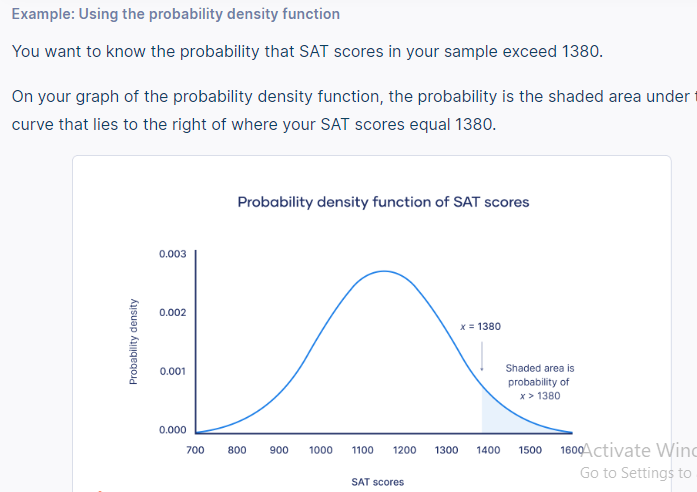 Example: Using the probability density function
You want to know the probability that SAT scores in your sample exceed 1380.
On your graph of the probability density function, the probability is the shaded area under
curve that lies to the right of where your SAT scores equal 1380.
Probability density function of SAT scores
0.003
0.002
0.001
0.000
Probability density
x = 1380
Shaded area is
probability of
x > 1380
700 800 900 1000 1100 1200 1300 1400 1500 1600
SAT scores
Activate
Go to Settings to